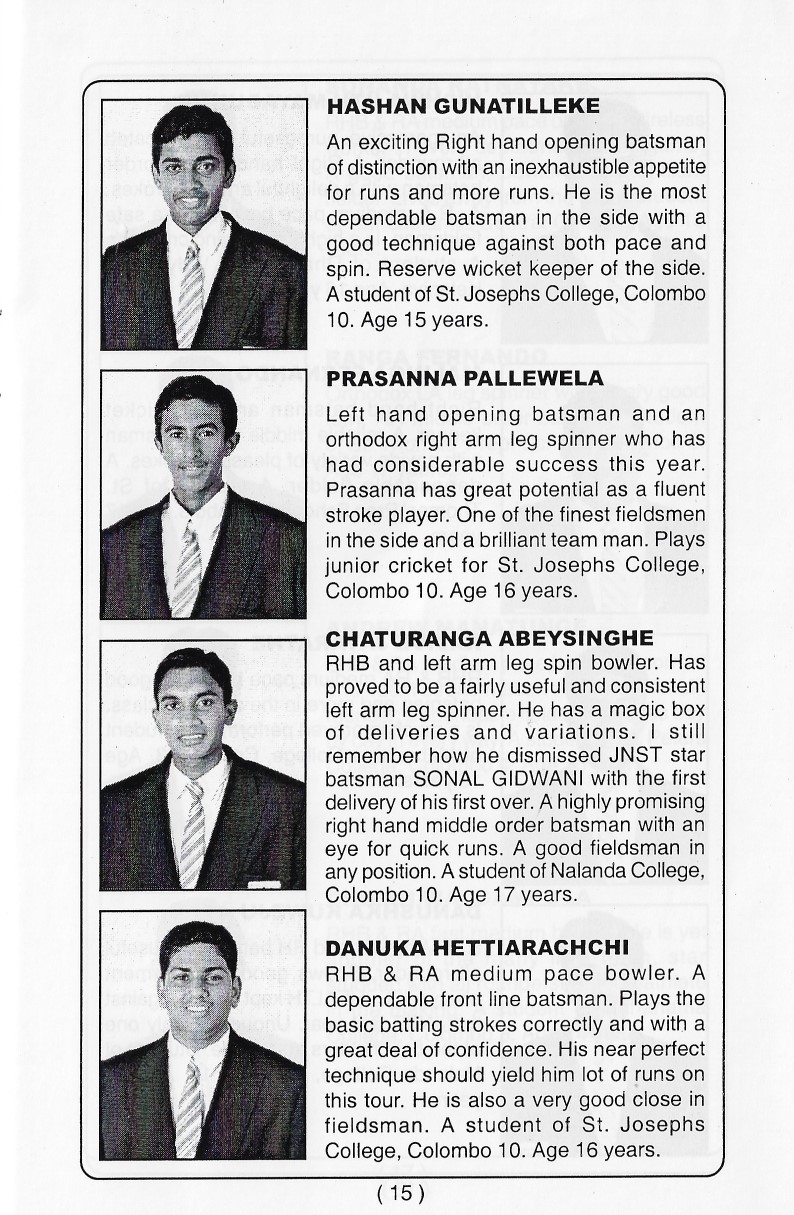 HASHAN GUNATILLEKE
An exciting Right hand opening batsman
of distinction with an inexhaustible appetite
for runs and more runs. He is the most
dependable batsman in the side with a
good technique against both pace and
spin. Reserve wicket keeper of the side.
A student of St. Josephs College, Colombo
10. Age 15 years.
PRASANNA PALLEWELA
Left hand opening batsman and an
orthodox right arm leg spinner who has
had considerable success this year.
Prasanna has great potential as a fluent
stroke player. One of the finest fieldsmen
in the side and a brilliant team man. Plays
junior cricket for St. Josephs College,
Colombo 10. Age 16 years.
CHATURANGA ABEYSINGHE
RHB and left arm leg spin bowler. Has
proved to be a fairly useful and consistent
left arm leg spinner. He has a magic box
of deliveries and variations. I still
remember how he dismissed JNST star
batsman SONAL GIDWANI with the first
delivery of his first over. A highly promising
right hand middle order batsman with an
eye for quick runs. A good fieldsman in
any position. A student of Nalanda College,
Colombo 10. Age 17 years.
DANUKA HETTIARACHCHI
RHB & RA medium pace bowler. A
dependable front line batsman. Plays the
basic batting strokes correctly and with a
great deal of confidence. His near perfect
technique should yield him lot of runs on
this tour. He is also a very good close in
fieldsman. A student of St. Josephs
College, Colombo 10. Age 16 years.
( 15 )